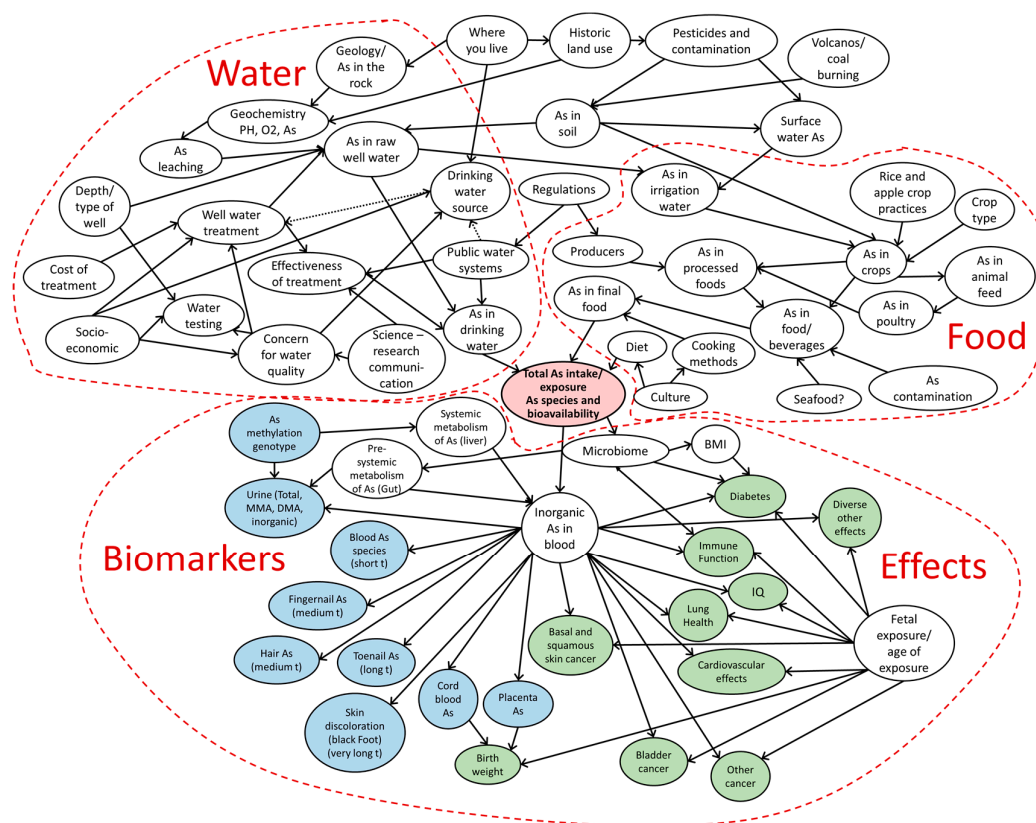 Where
you live
Historic
land use
Pesticides and
contamination
Volcanos/
coal
burning
Geology/
As in the
rock
Water
Geochemistry
PH, O2, As
As in
soil
Surface
water As
As
leaching
As in raw
well water
Drinking
water
source
Regulations
As in
irrigation
water
Rice and
apple crop
practices
Crop
type
Depth/
type of
well
Well water
treatment
Public water
systems
Producers
As in
processed
foods
As in
crops
As in
animal
feed
Cost of
treatment
Effectiveness
of treatment
As in final
food
As in
poultry
Water
testing
As in
drinking
water
As in
food/
beverages
Food
Socio-
economic
Concern
for water
quality
Science –
research
communi-
cation
Diet
Cooking
methods
Total As intake/
exposure
As species and
bioavailability
Culture
Seafood?
As
contamination
As
methylation
genotype
Systemic
metabolism
of As (liver)
Pre-
systemic
metabolism
of As (Gut)
Microbiome
BMI
Urine (Total,
MMA, DMA,
inorganic)
Inorganic
As in
blood
Diabetes
Diverse
other
effects
Biomarkers
Blood As
species
(short t)
Immune
Function
Effects
Fingernail As
(medium t)
IQ
Lung
Health
Fetal
exposure/
age of
exposure
Hair As
(medium t)
Toenail As
(long t)
Basal and
squamous
skin cancer
Cardiovascular
effects
Cord
blood
As
Placenta
As
Skin
discoloration
(black Foot)
(very long t)
Birth
weight
Bladder
cancer
Other
cancer